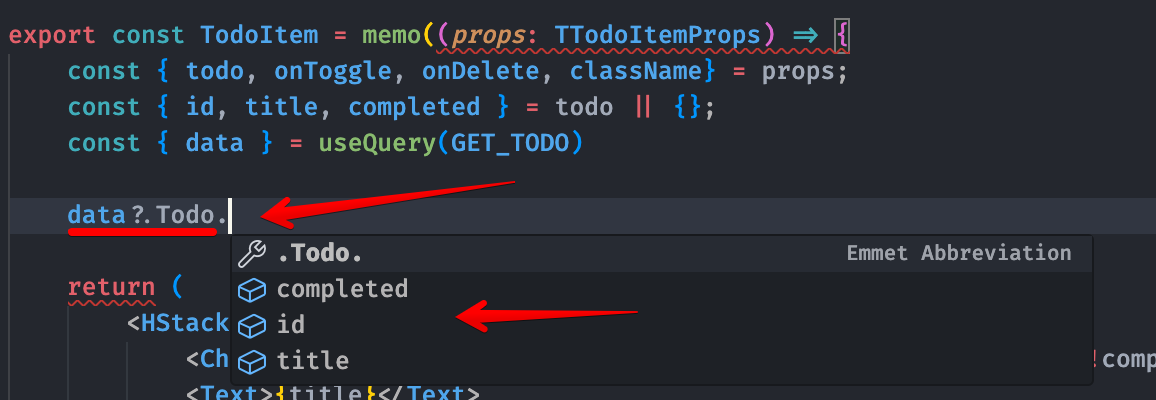 export const TodoItem = memo((props: TTodoItemProps) => {
const { todo, onToggle, onDelete, className} = props;
const { id, title, completed } = todo || {};
const { data } = useQuery(GET_TODO)
data?.Todo.
.Todo. Emmet Abbreviation
return (
completed
<HStack
id
<Ch
title
!comp
<Text>{title}</Text>